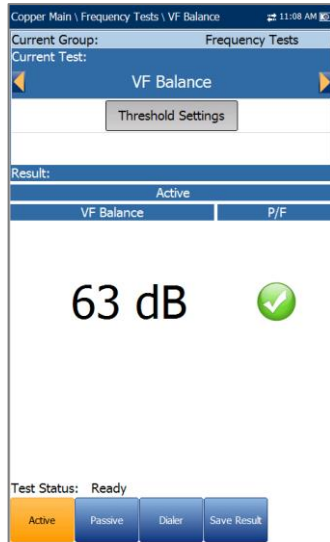 Copper Main \ Frequency Tests \ VF Balance 11:08 AM
Current Group: Frequency Tests
Current Test:
VF Balance
Threshold Settings
Result:
Active
VF Balance P/F
63 dB
Test Status: Ready
Active Passive Dialer Save Result